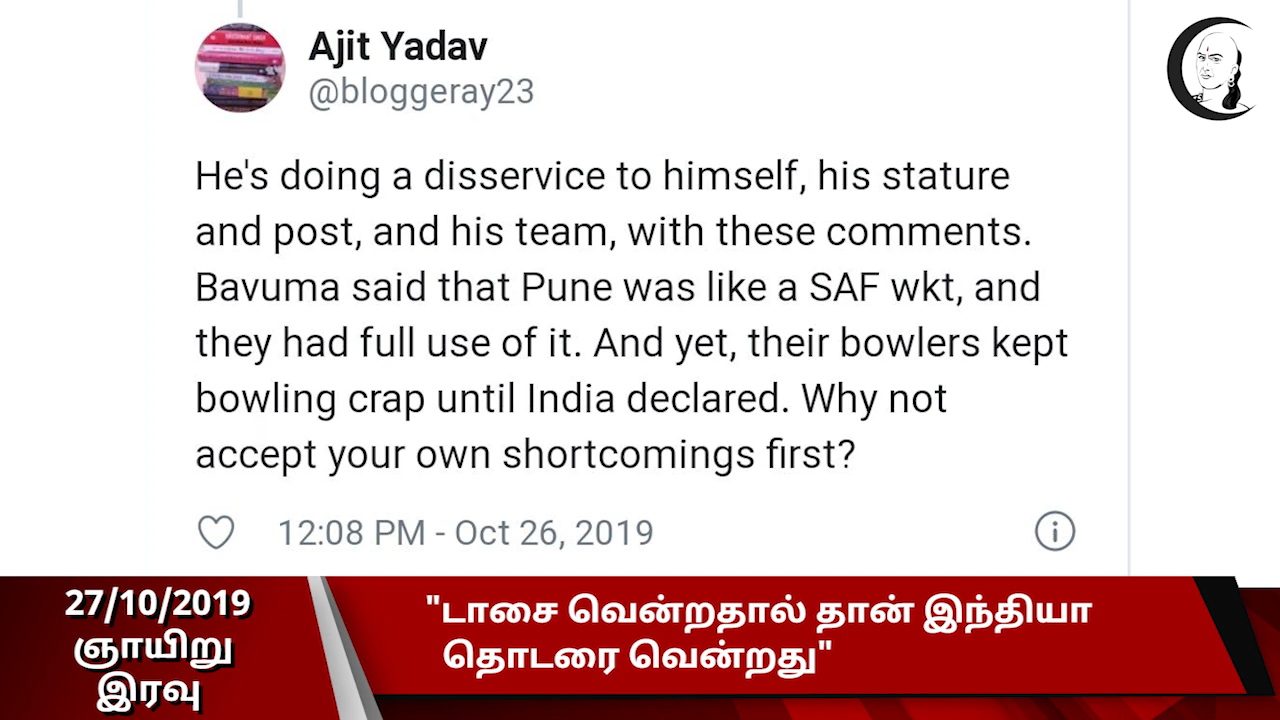 Ajit Yadav
@bloggeray23
He's doing a disservice to himself, his stature
and post, and his team, with these comments.
Bavuma said that Pune was like a SAF wkt, and
they had full use of it. And yet, their bowlers kept
bowling crap until India declared. Why not
accept your own shortcomings first?
12:08 PM - Oct 26, 2019
27/10/2019
ஞாயிறு
இரவு
"டாசை வென்றதால் தான் இந்தியா
தொடரை வென்றது"